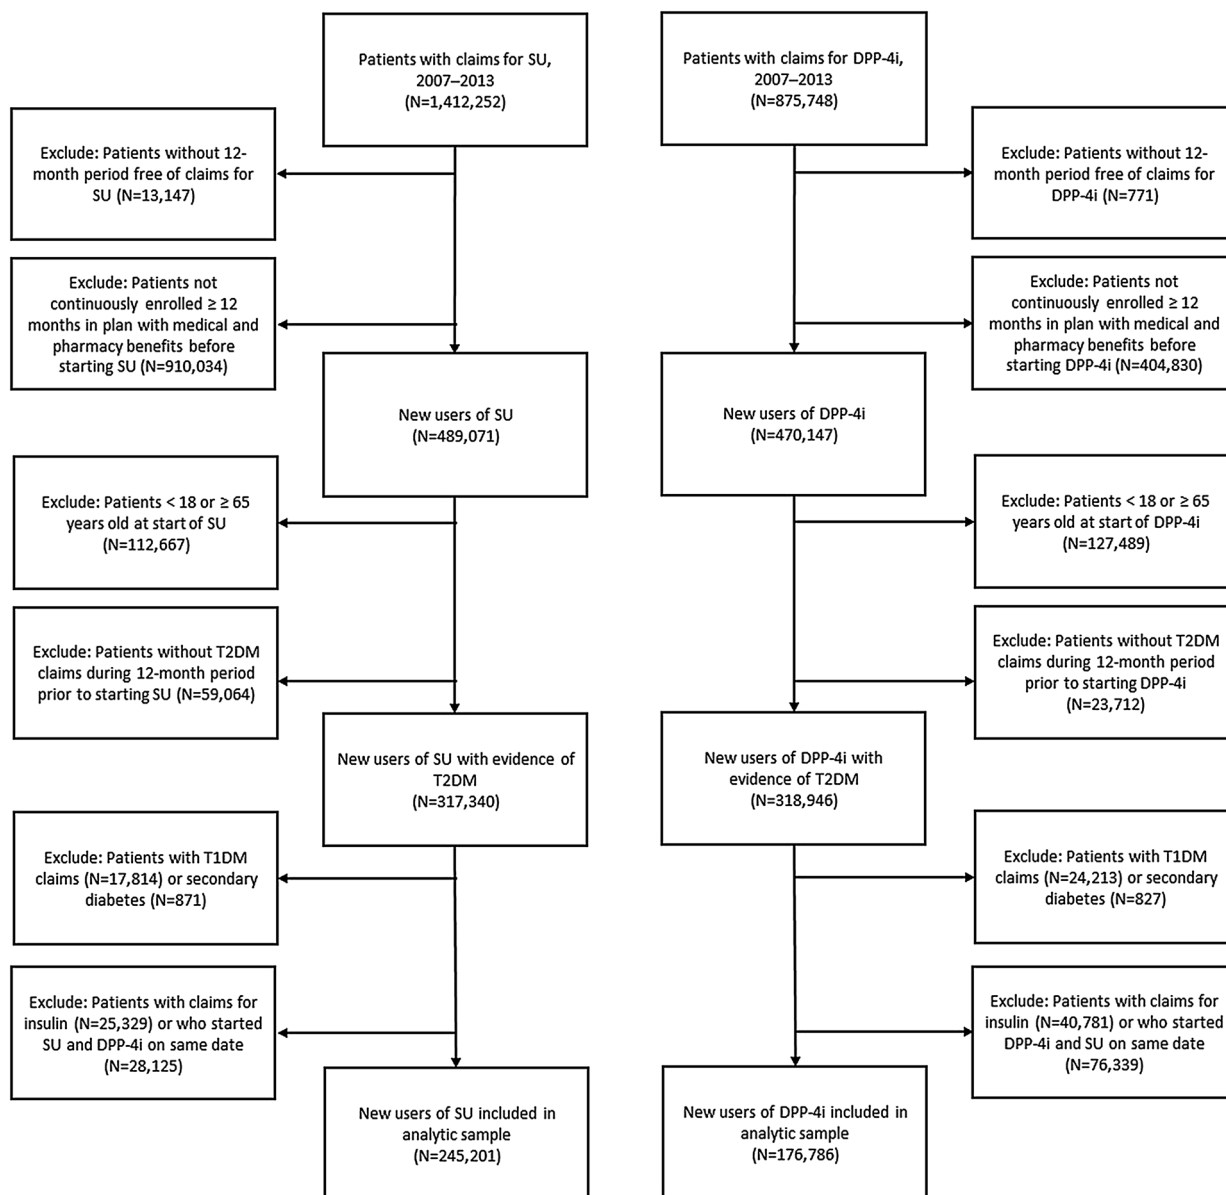 Patients with claims for SU,
2007–2013
(N=1,412,252)
Patients with claims for DPP-4i,
2007–2013
(N=875,748)
Exclude: Patients without 12-
month period free of claims for
SU (N=13,147)
Exclude: Patients without 12-
month period free of claims for
DPP-4i (N=771)
Exclude: Patients not
continuously enrolled ≥ 12
months in plan with medical and
pharmacy benefits before
starting SU (N=910,034)
Exclude: Patients not
continuously enrolled ≥ 12
months in plan with medical and
pharmacy benefits before
starting DPP-4i (N=404,830)
New users of SU
(N=489,071)
New users of DPP-4i
(N=470,147)
Exclude: Patients < 18 or ≥ 65
years old at start of SU
(N=112,667)
Exclude: Patients < 18 or ≥ 65
years old at start of DPP-4i
(N=127,489)
Exclude: Patients without T2DM
claims during 12-month period
prior to starting SU (N=59,064)
Exclude: Patients without T2DM
claims during 12-month period
prior to starting DPP-4i
(N=23,712)
New users of SU with evidence of
T2DM
(N=317,340)
New users of DPP-4i with
evidence of T2DM
(N=318,946)
Exclude: Patients with T1DM
claims (N=17,814) or secondary
diabetes (N=871)
Exclude: Patients with T1DM
claims (N=24,213) or secondary
diabetes (N=827)
Exclude: Patients with claims for
insulin (N=25,329) or who started
SU and DPP-4i on same date
(N=28,125)
Exclude: Patients with claims for
insulin (N=40,781) or who started
DPP-4i and SU on same date
(N=76,339)
New users of SU included in
analytic sample
(N=245,201)
New users of DPP-4i included in
analytic sample
(N=176,786)